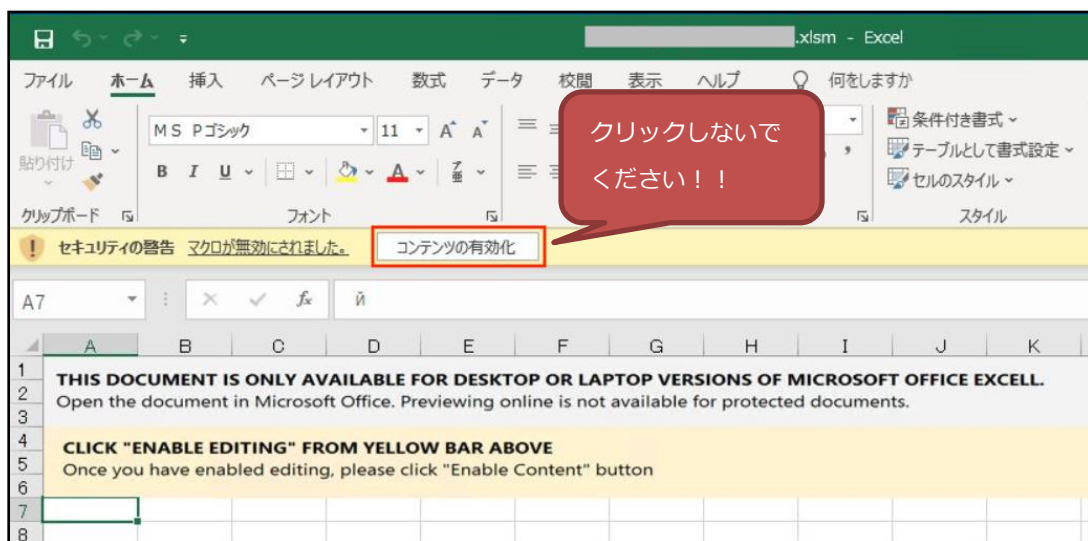 .xlsm - Excel
ファイル ホーム 挿入 ページ レイアウト 数式 データ 校閲 表示 ヘルプ 何をしますか
クリックしないで
ください！！
貼り付け
ＭＳ Ｐゴシック 11 A A
B I U A
条件付き書式
テーブルとして書式設定
セルのスタイル
クリップボード フォント スタイル
セキュリティの警告 マクロが無効にされました。 コンテンツの有効化
A7 fx й
A B C D E F G H I J K
1
THIS DOCUMENT IS ONLY AVAILABLE FOR DESKTOP OR LAPTOP VERSIONS OF MICROSOFT OFFICE EXCELL.
2
Open the document in Microsoft Office. Previewing online is not available for protected documents.
3
4
CLICK "ENABLE EDITING" FROM YELLOW BAR ABOVE
5
Once you have enabled editing, please click "Enable Content" button
6
7
8